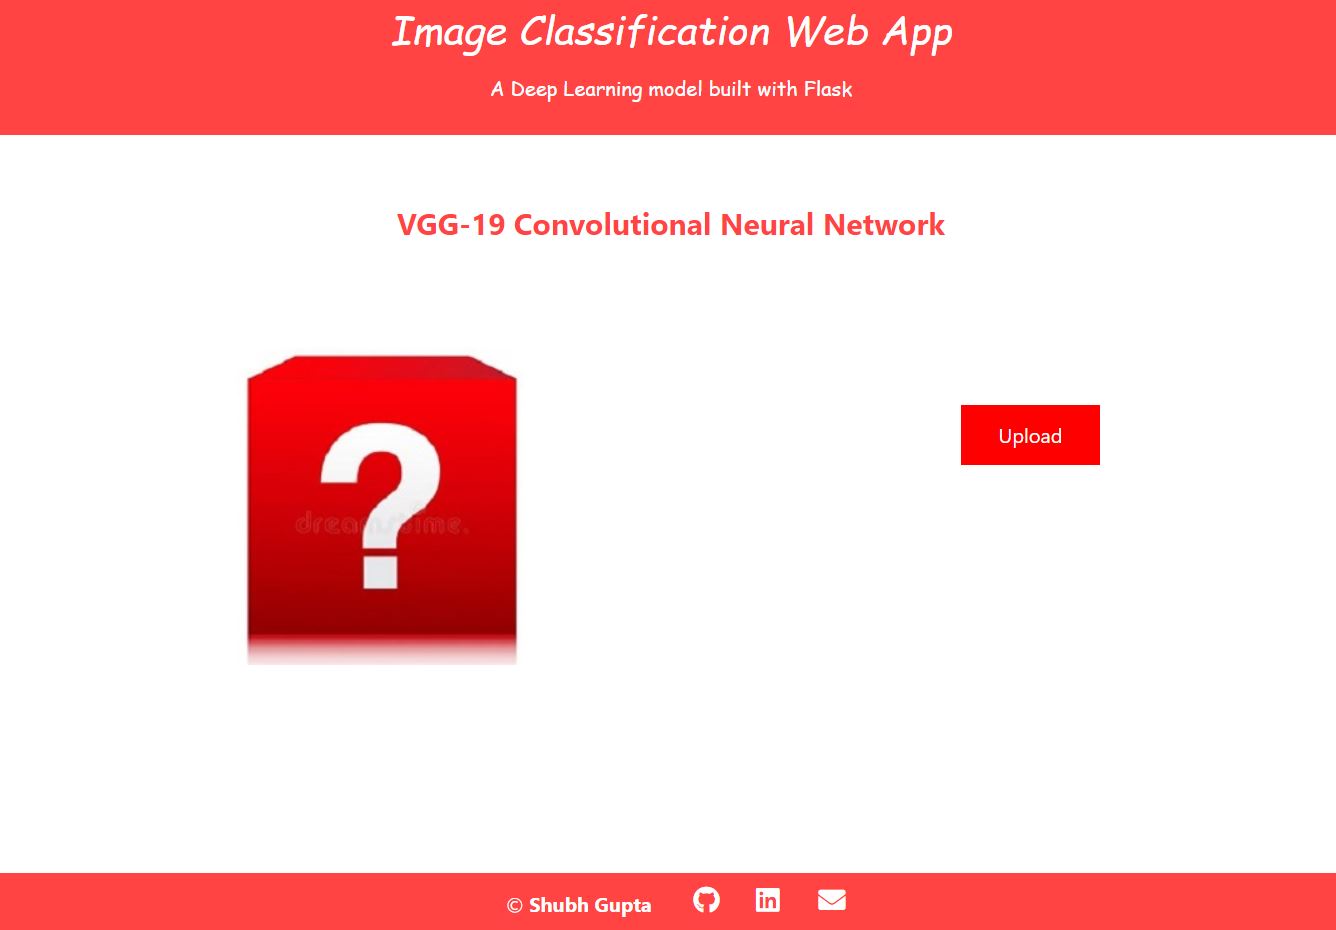 Image Classification Web App
A Deep Learning model built with Flask
VGG-19 Convolutional Neural Network
?
dreamstime.
Upload
© Shubh Gupta
in